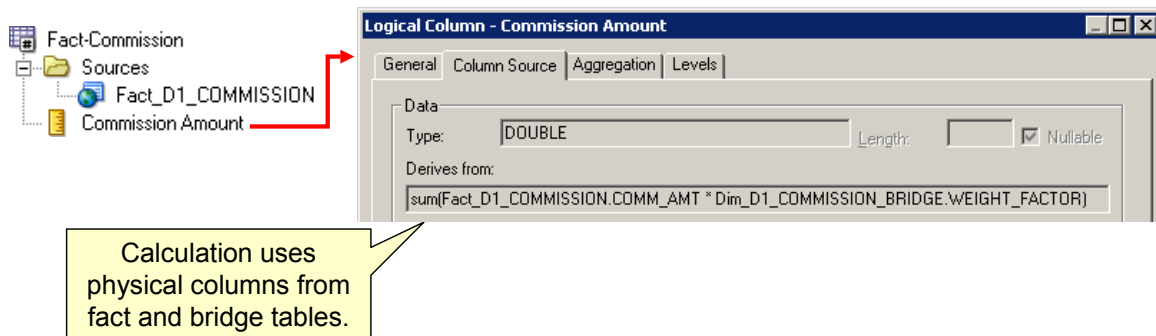 Fact-Commission
Sources
Fact_D1_COMMISSION
Commission Amount
Logical Column - Commission Amount
General Column Source Aggregation Levels
Data
Type: DOUBLE Length: Nullable
Derives from:
sum(Fact_D1_COMMISSION.COMM_AMT * Dim_D1_COMMISSION_BRIDGE.WEIGHT_FACTOR)
Calculation uses
physical columns from
fact and bridge tables.